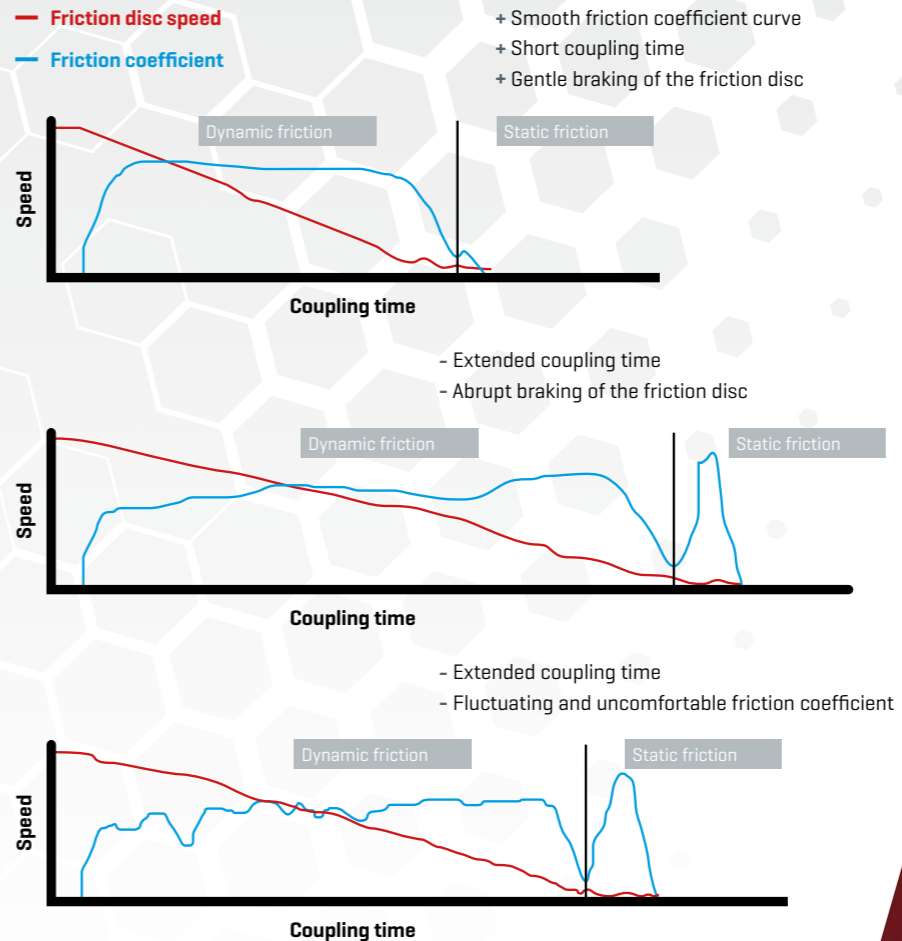 Friction disc speed
Friction coefficient
+ Smooth friction coefficient curve
+ Short coupling time
+ Gentle braking of the friction disc
Dynamic friction
Static friction
Speed
Coupling time
- Extended coupling time
- Abrupt braking of the friction disc
Dynamic friction
Static friction
Speed
Coupling time
- Extended coupling time
- Fluctuating and uncomfortable friction coefficient
Dynamic friction
Static friction
Speed
Coupling time